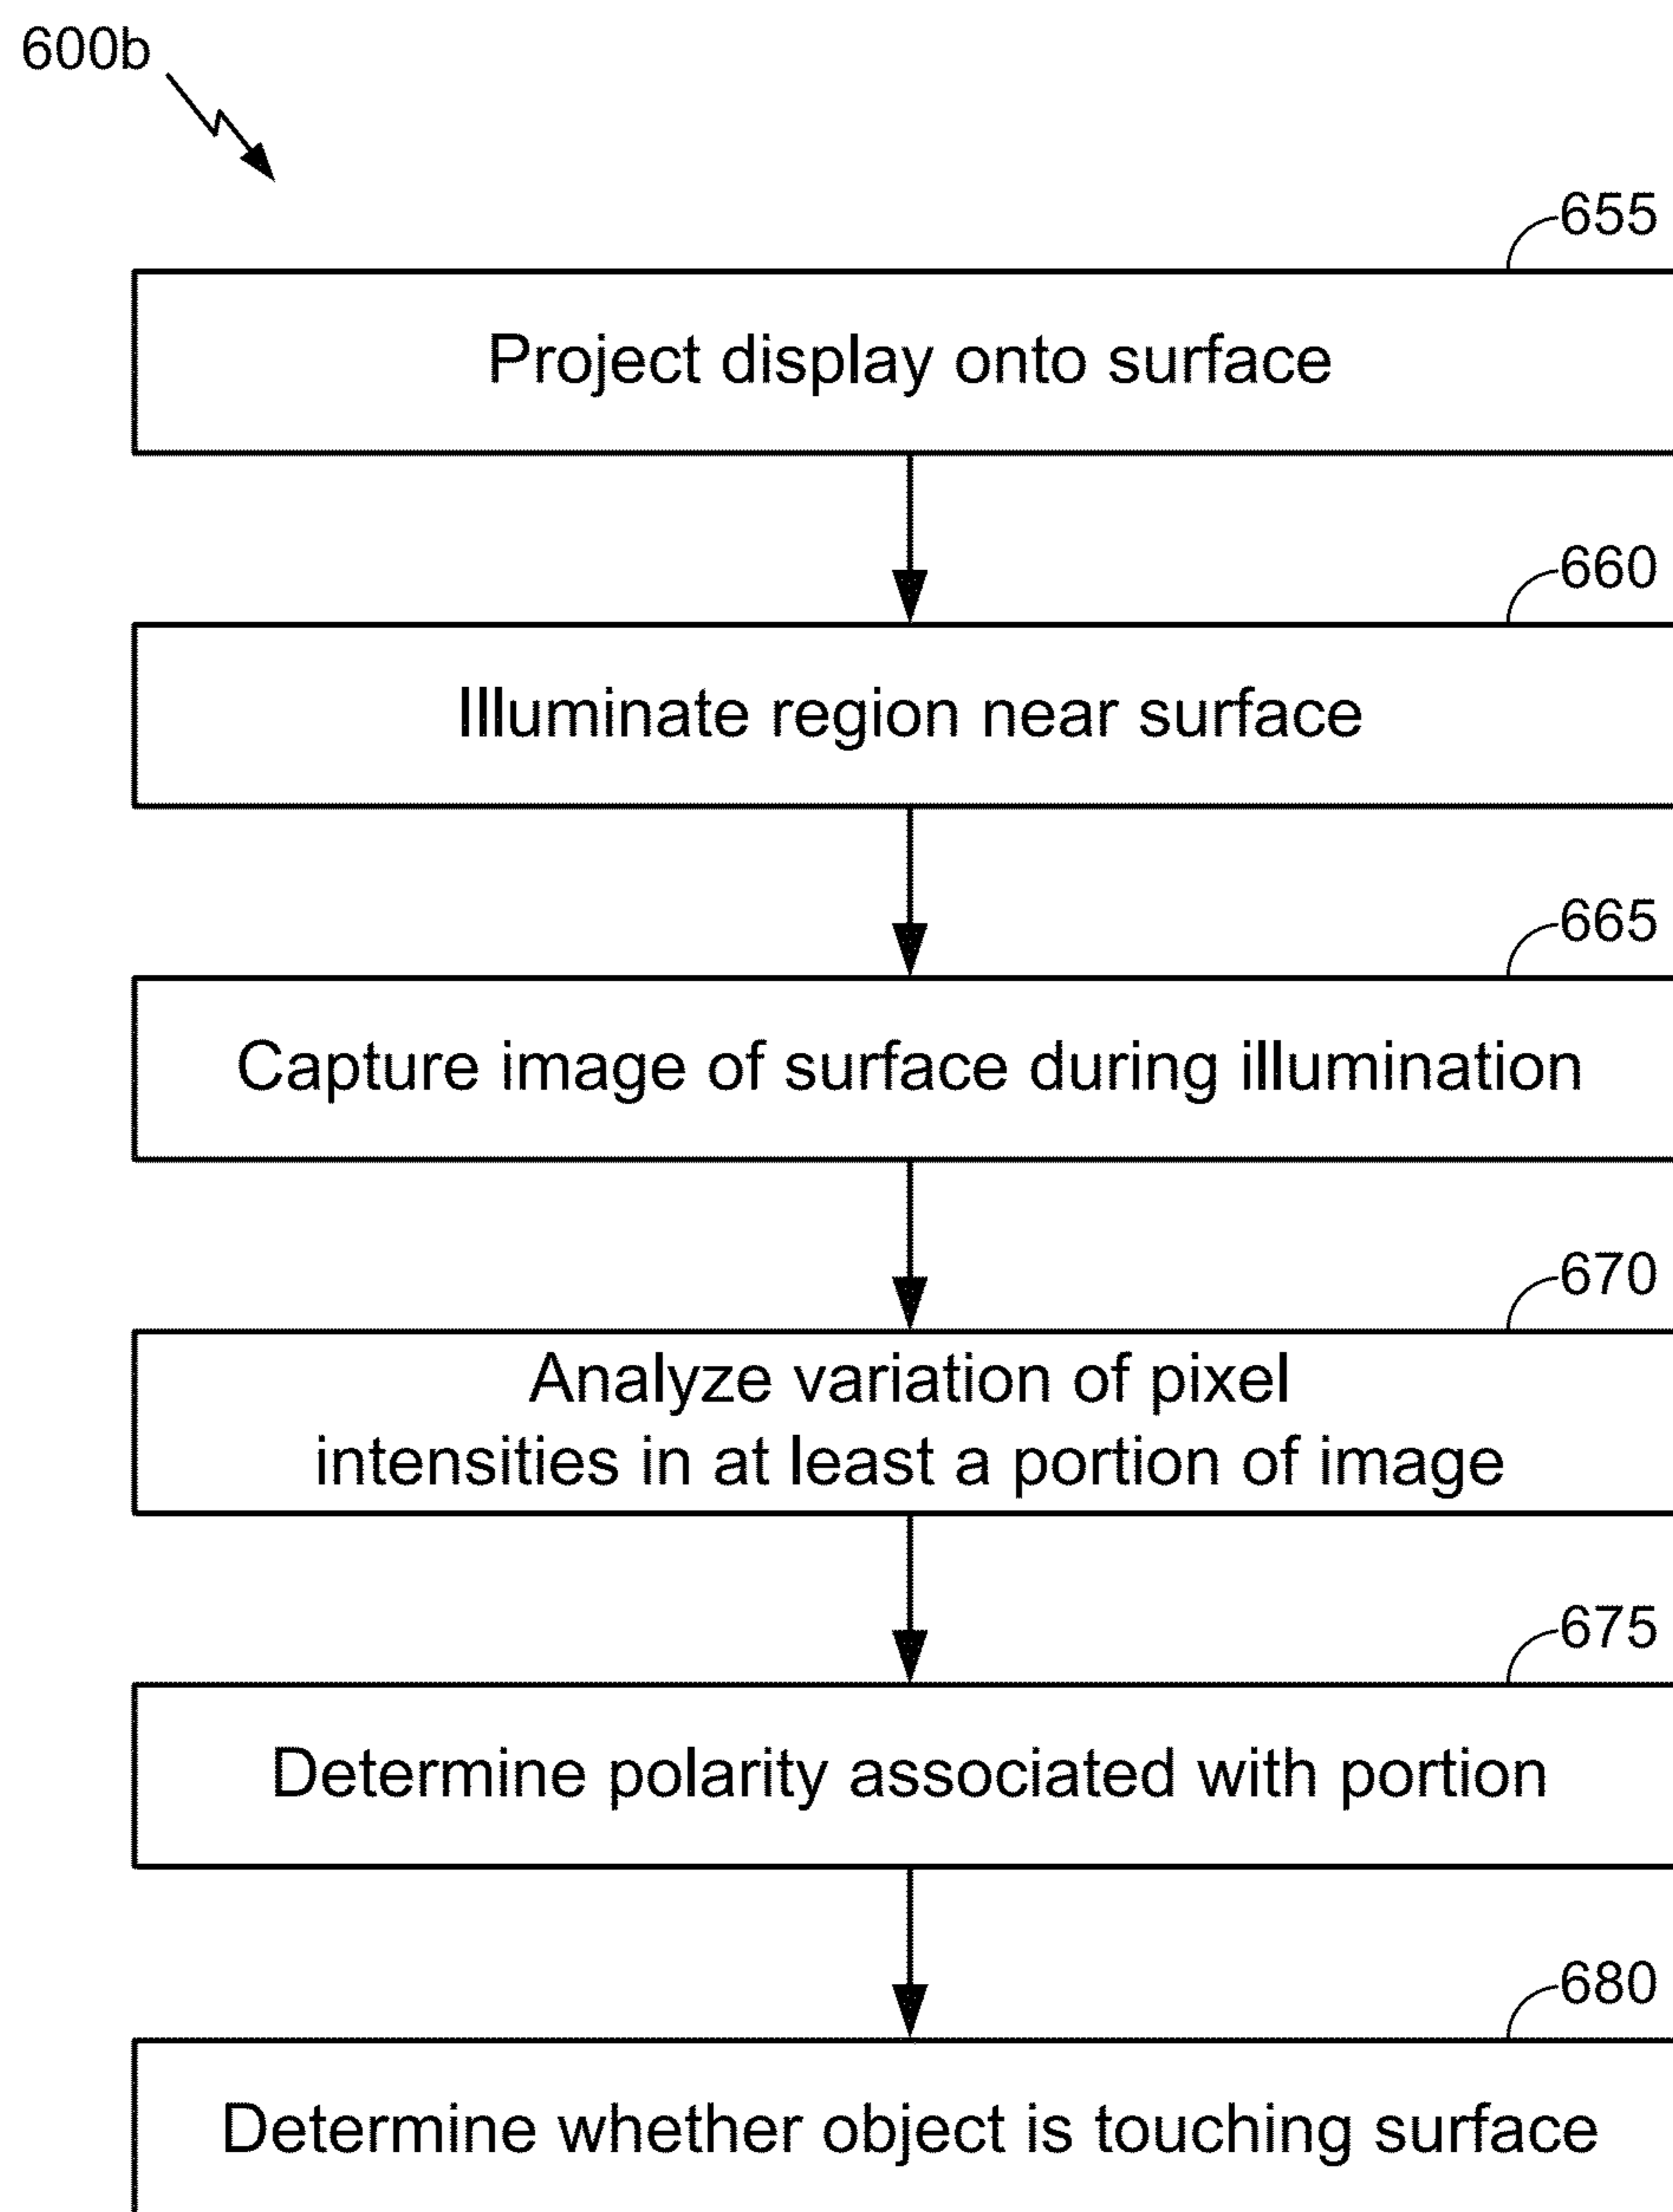 600b
655
Project display onto surface
660
Illuminate region near surface
665
Capture image of surface during illumination
670
Analyze variation of pixel
intensities in at least a portion of image
675
Determine polarity associated with portion
680
Determine whether object is touching surface